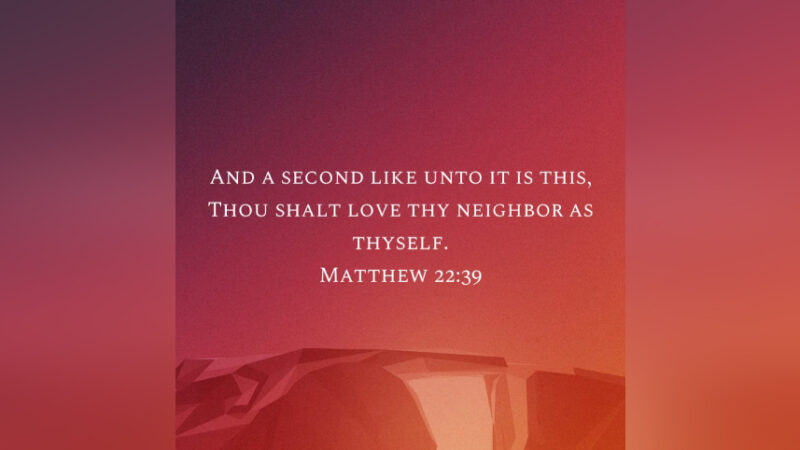 And a second like unto it is this,
Thou shalt love thy neighbor as
thyself.
Matthew 22:39